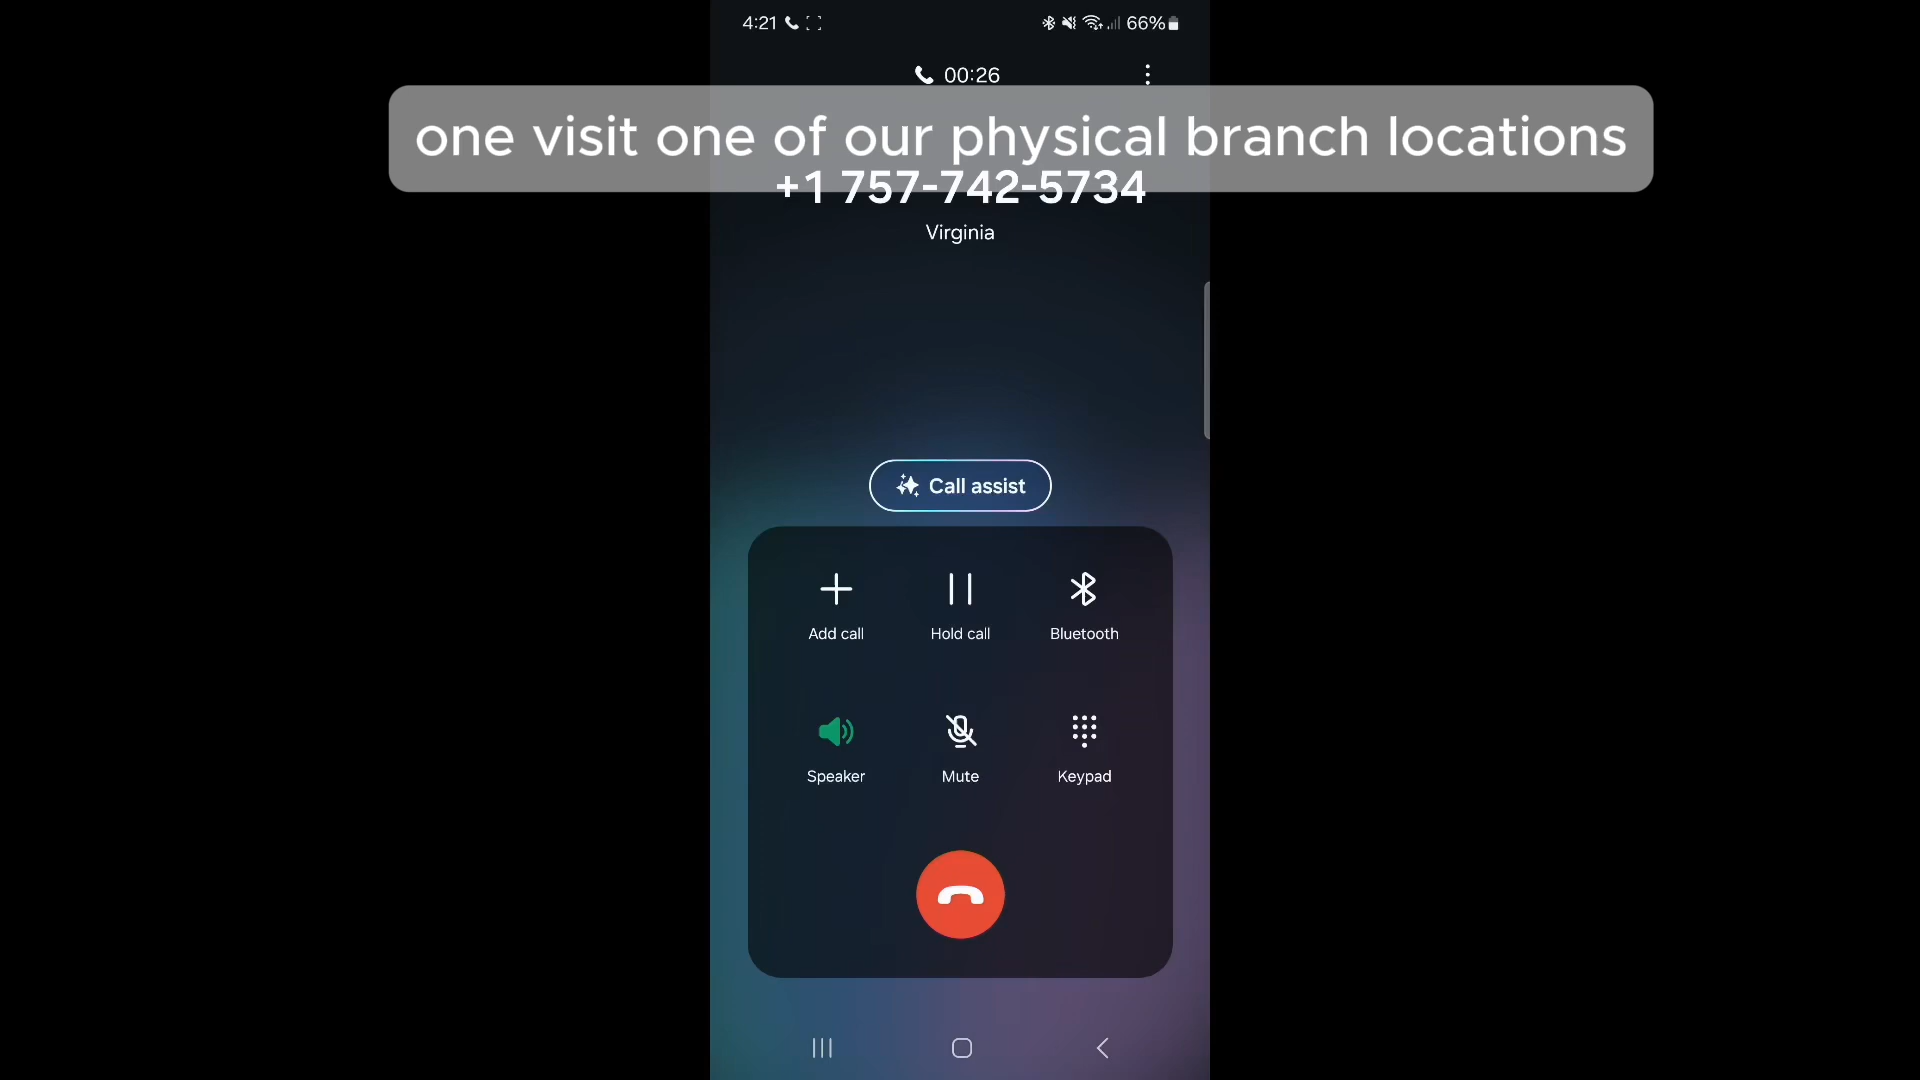 4:21 66%
00:26
one visit one of our physical branch locations
+1 757-742-5734
Virginia
Call assist
Add call Hold call Bluetooth
Speaker Mute Keypad